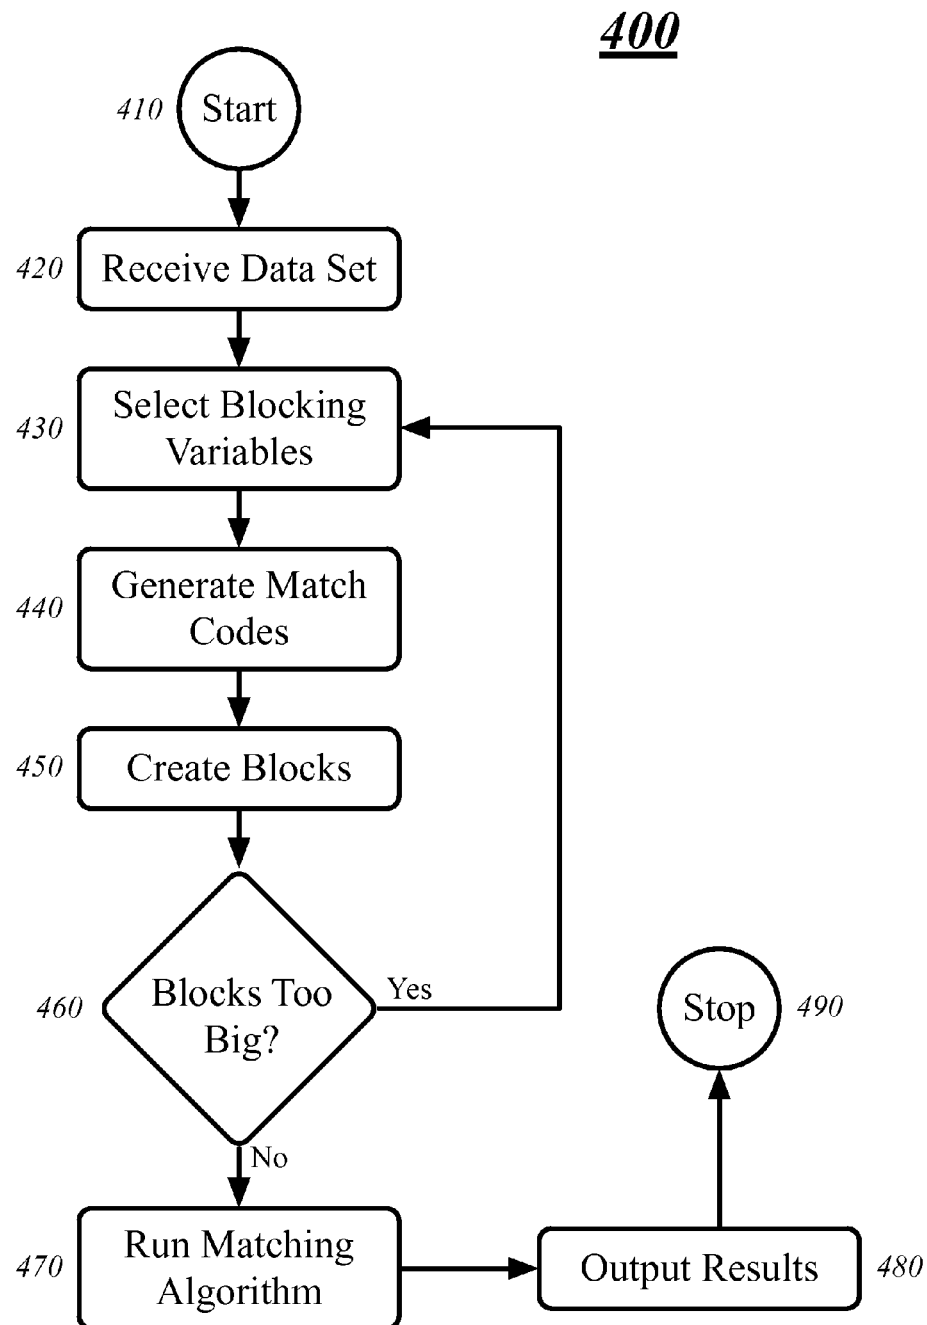 400
410
Start
420
Receive Data Set
430
Select Blocking
Variables
440
Generate Match
Codes
450
Create Blocks
460
Blocks Too
Big?
Yes
Stop
490
No
470
Run Matching
Algorithm
Output Results
480